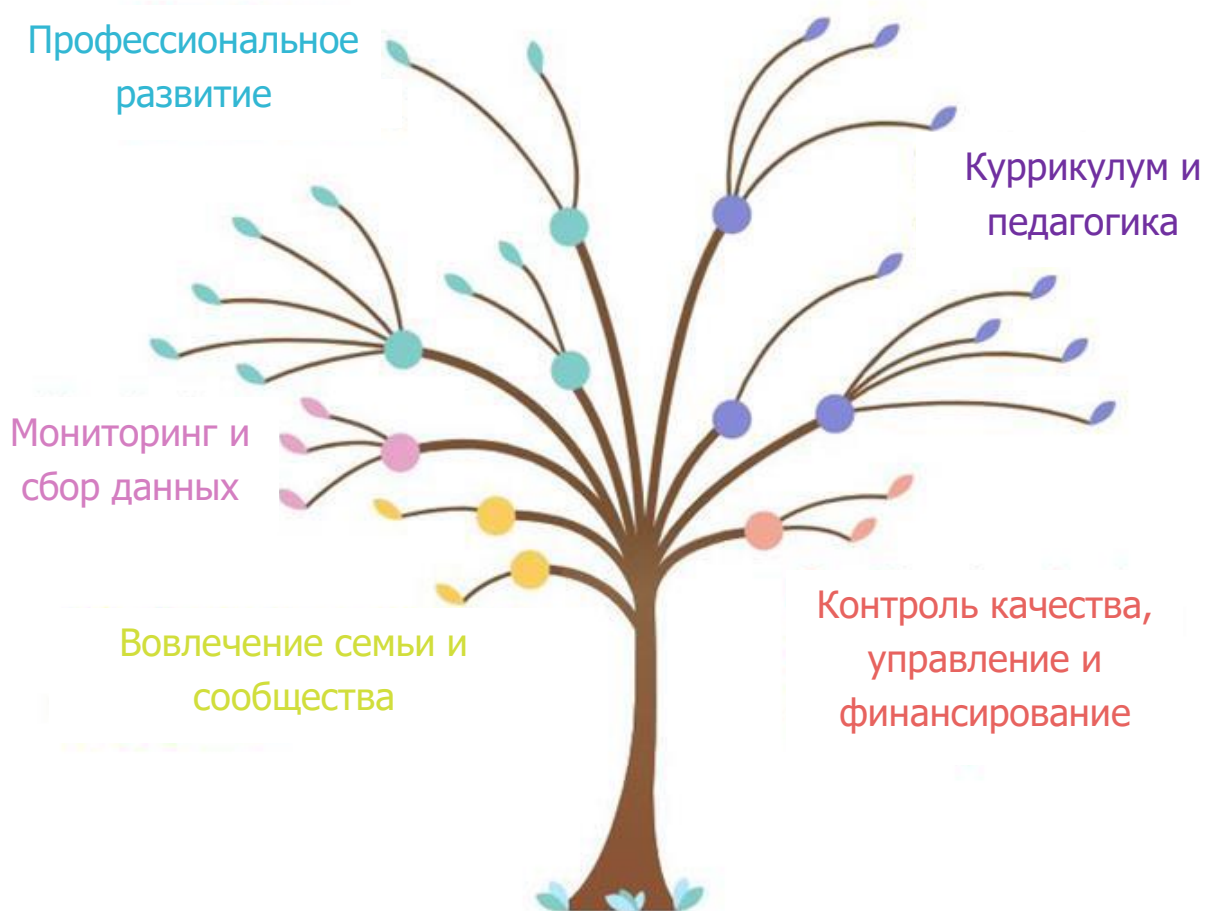 Профессиональное
развитие
Куррикулум и
педагогика
Мониторинг и
сбор данных
Вовлечение семьи и
сообщества
Контроль качества,
управление и
финансирование